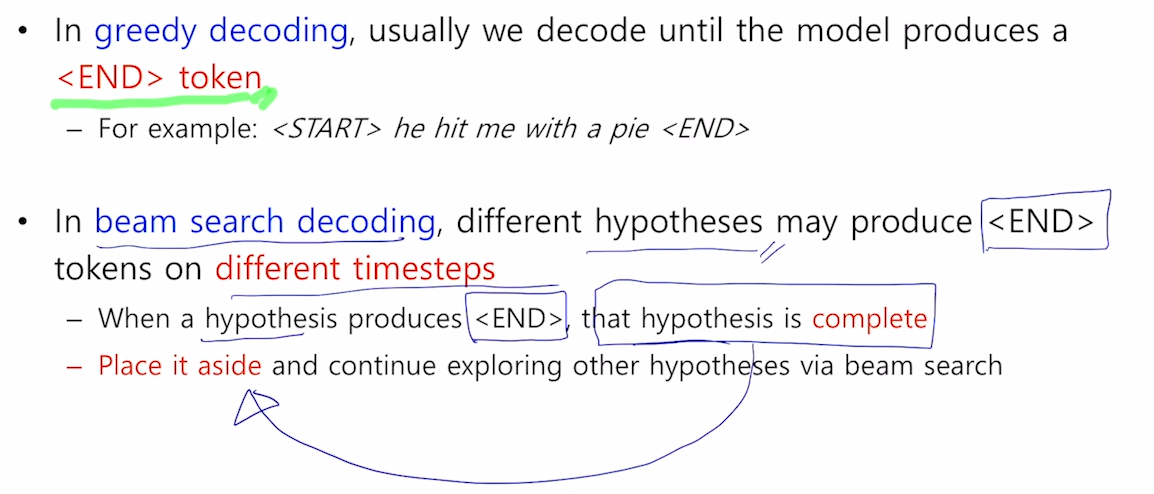 • In greedy decoding, usually we decode until the model produces a
<END> token
– For example: <START> he hit me with a pie <END>
• In beam search decoding, different hypotheses may produce <END>
tokens on different timesteps
– When a hypothesis produces <END>, that hypothesis is complete
– Place it aside and continue exploring other hypotheses via beam search